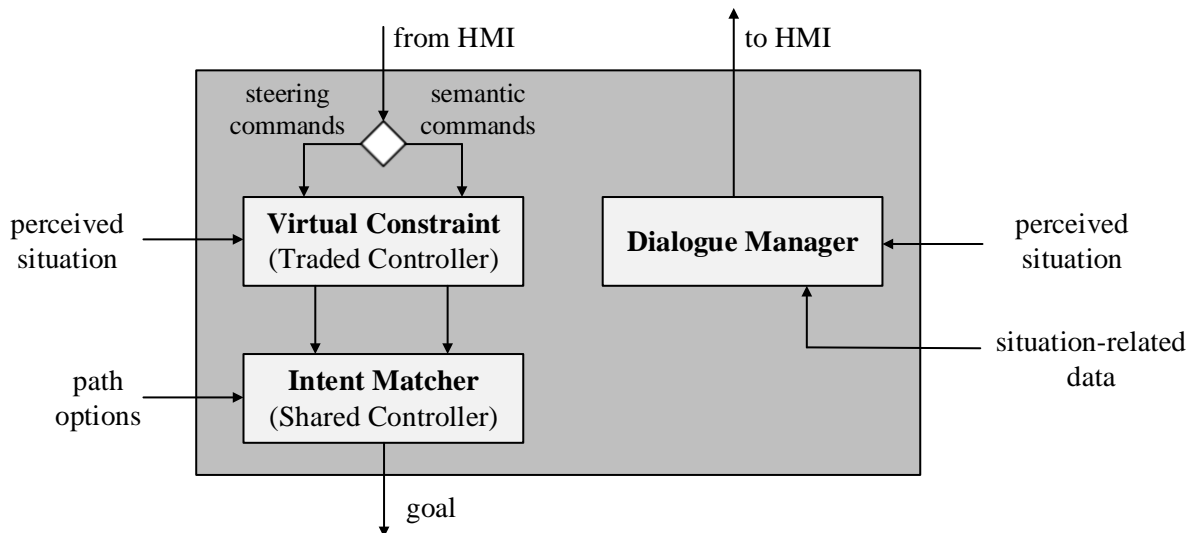 from HMI
to HMI
steering
commands
semantic
commands
perceived
situation
Virtual Constraint
(Traded Controller)
Dialogue Manager
perceived
situation
situation-related
data
path
options
Intent Matcher
(Shared Controller)
goal